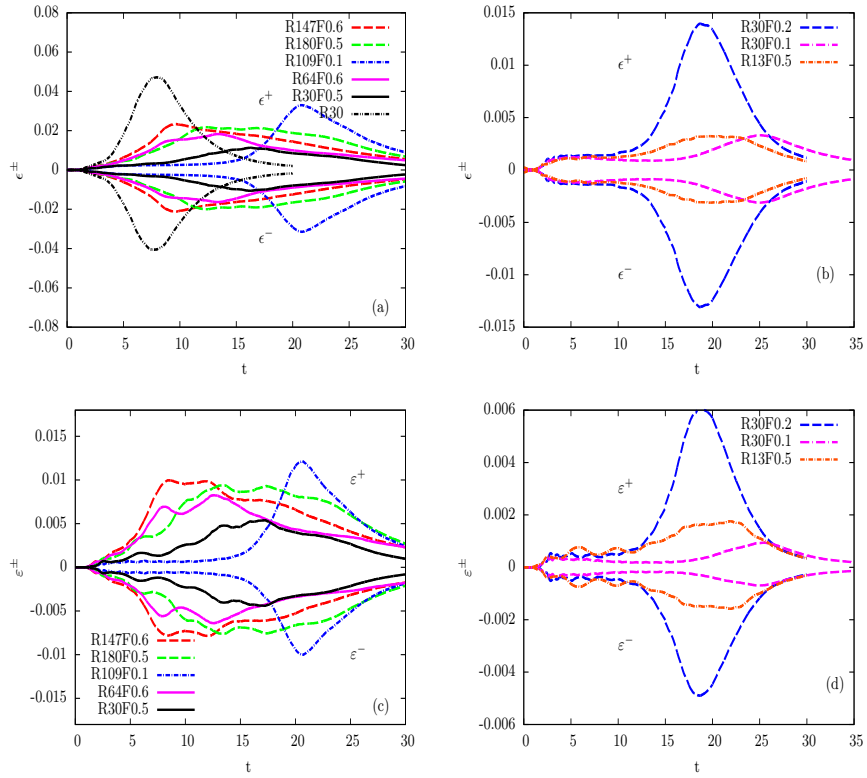 0.08
0.06
0.04
0.02
0
-0.02
-0.04
-0.06
-0.08
ϵ±
0
5
10
15
20
25
30
t
R147F0.6
R180F0.5
R109F0.1
R64F0.6
R30F0.5
R30
ϵ+
ϵ−
(a)
0.015
0.01
0.005
0
-0.005
-0.01
-0.015
ϵ±
0
5
10
15
20
25
30
35
t
R30F0.2
R30F0.1
R13F0.5
ϵ+
ϵ−
(b)
0.015
0.01
0.005
0
-0.005
-0.01
-0.015
ε±
0
5
10
15
20
25
30
t
ε+
ε−
R147F0.6
R180F0.5
R109F0.1
R64F0.6
R30F0.5
(c)
0.006
0.004
0.002
0
-0.002
-0.004
-0.006
ε±
0
5
10
15
20
25
30
35
t
R30F0.2
R30F0.1
R13F0.5
ε+
ε−
(d)